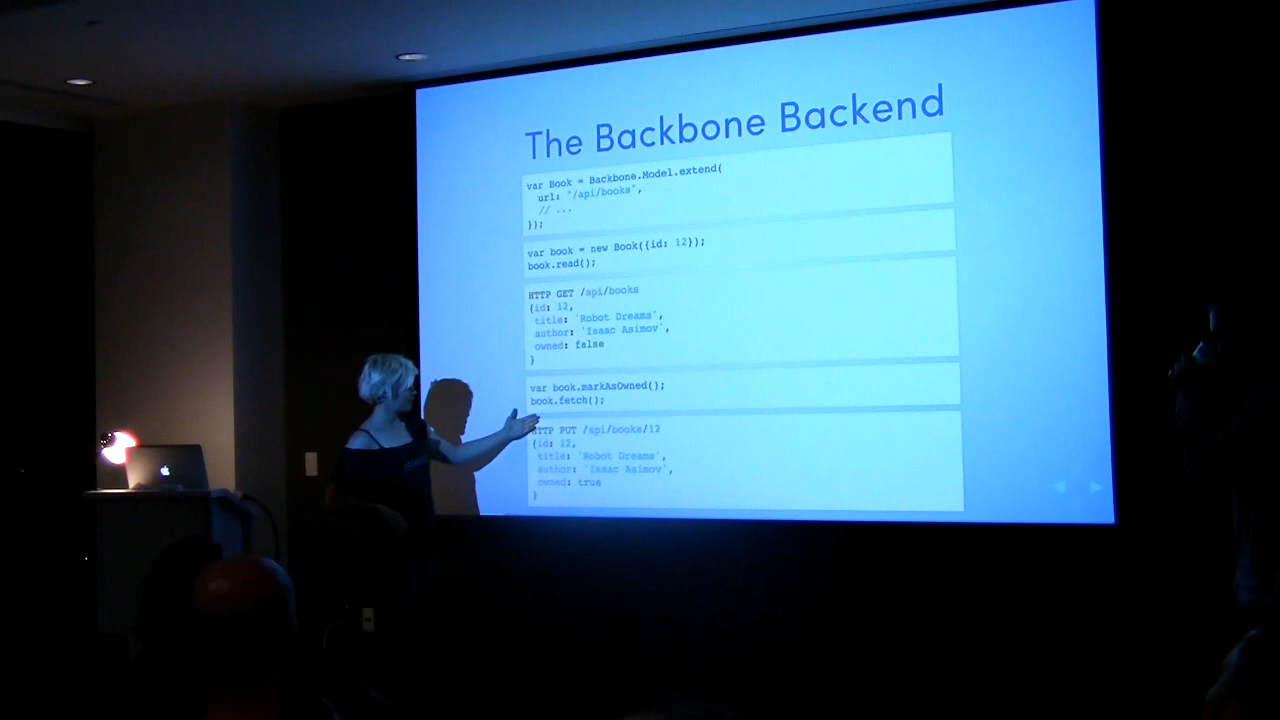 The Backbone Backend
var Book = Backbone.Model.extend(
url: "/api/books",
// ...
});
var book = new Book({id: 12});
book.read();
HTTP GET /api/books
{id: 12,
title: 'Robot Dreams',
author: 'Isaac Asimov',
owned: false
}
var book.markAsOwned();
book.fetch();
HTTP PUT /api/books/12
{id: 12,
title: 'Robot Dreams',
author: 'Isaac Asimov',
owned: true
}